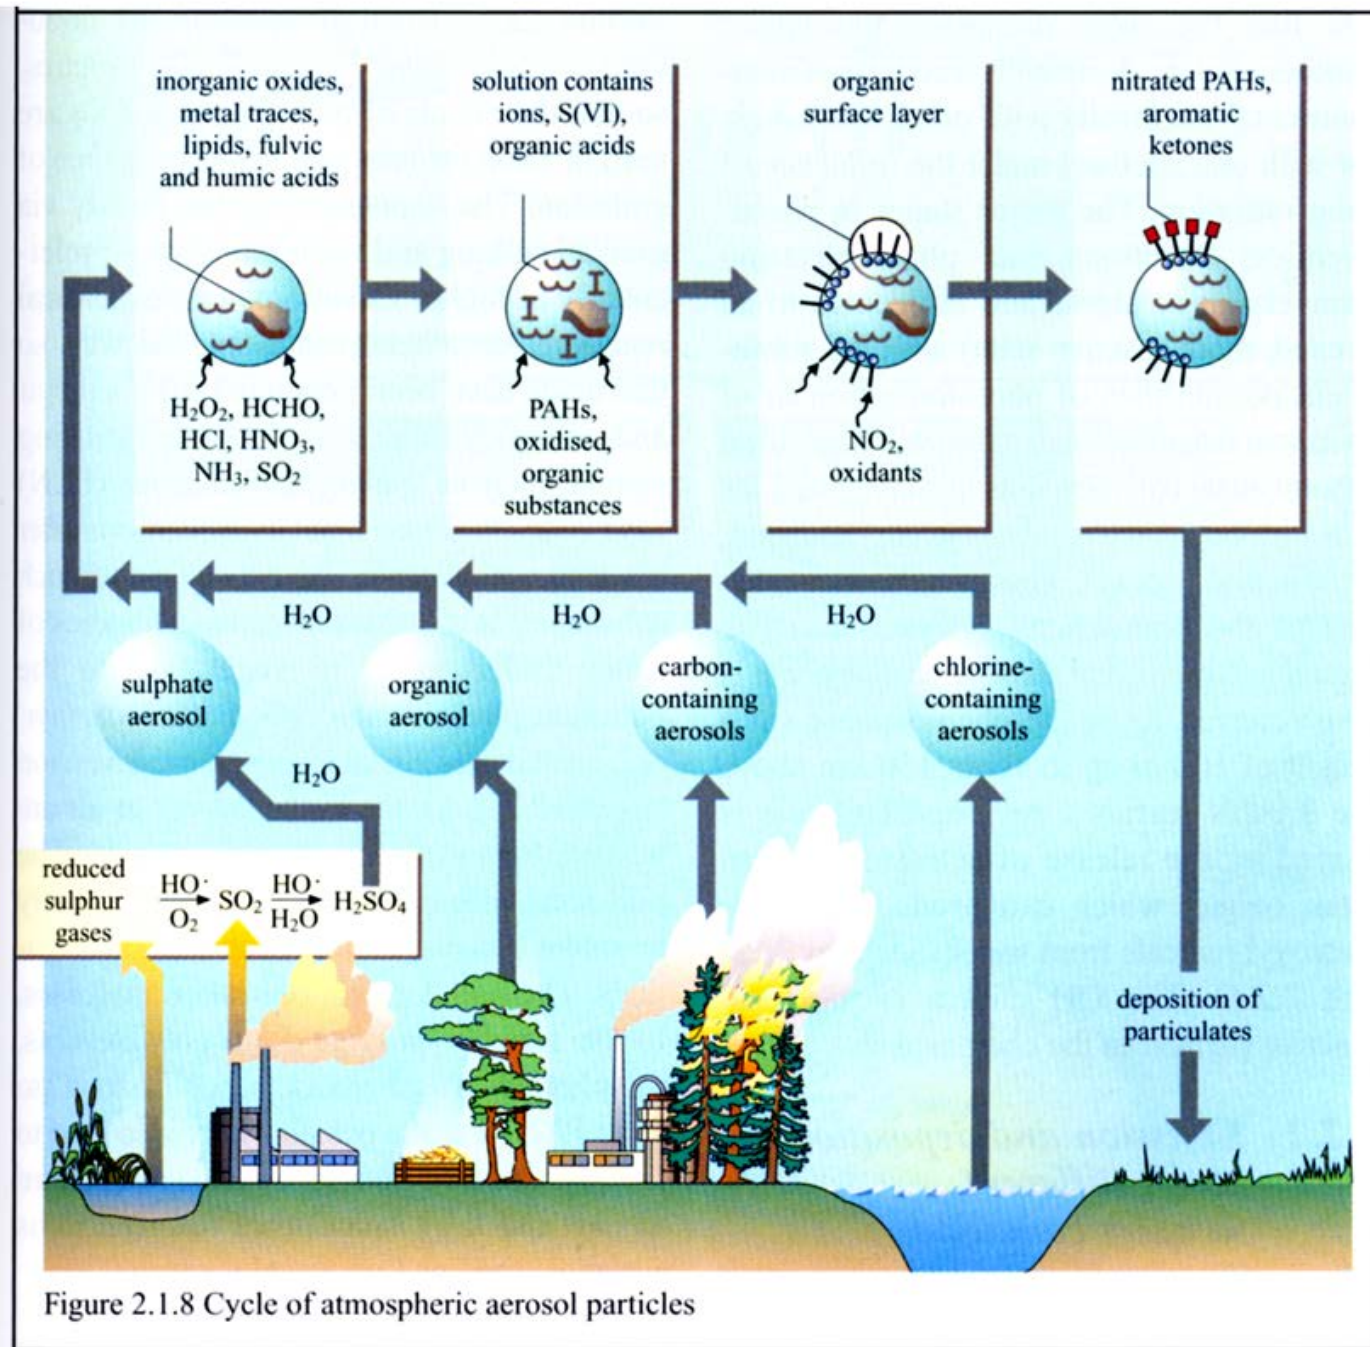 inorganic oxides,
metal traces,
lipids, fulvic
and humic acids
solution contains
ions, S(VI),
organic acids
organic
surface layer
nitrated PAHs,
aromatic
ketones
H₂O₂, HCHO,
HCl, HNO₃,
NH₃, SO₂
PAHs,
oxidised,
organic
substances
NO₂,
oxidants
H₂O
H₂O
H₂O
sulphate
aerosol
organic
aerosol
carbon-
containing
aerosols
chlorine-
containing
aerosols
H₂O
reduced
sulphur
gases
HO· HO·
SO₂ H₂SO₄
O₂ H₂O
deposition of
particulates
Figure 2.1.8 Cycle of atmospheric aerosol particles